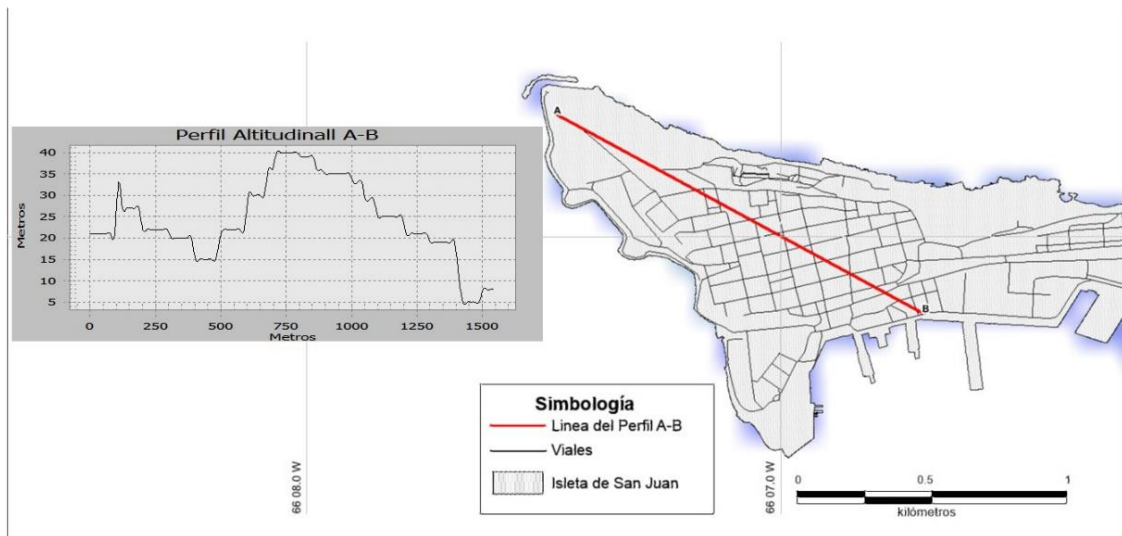 Perfil Altitudinall A-B
40
35
30
25
20
15
10
5
Metros
0 250 500 750 1000 1250 1500
Metros
A
B
Simbología
Linea del Perfil A-B
Viales
Isleta de San Juan
66 08.0 W
66 07.0 W
0 0.5 1
kilómetros